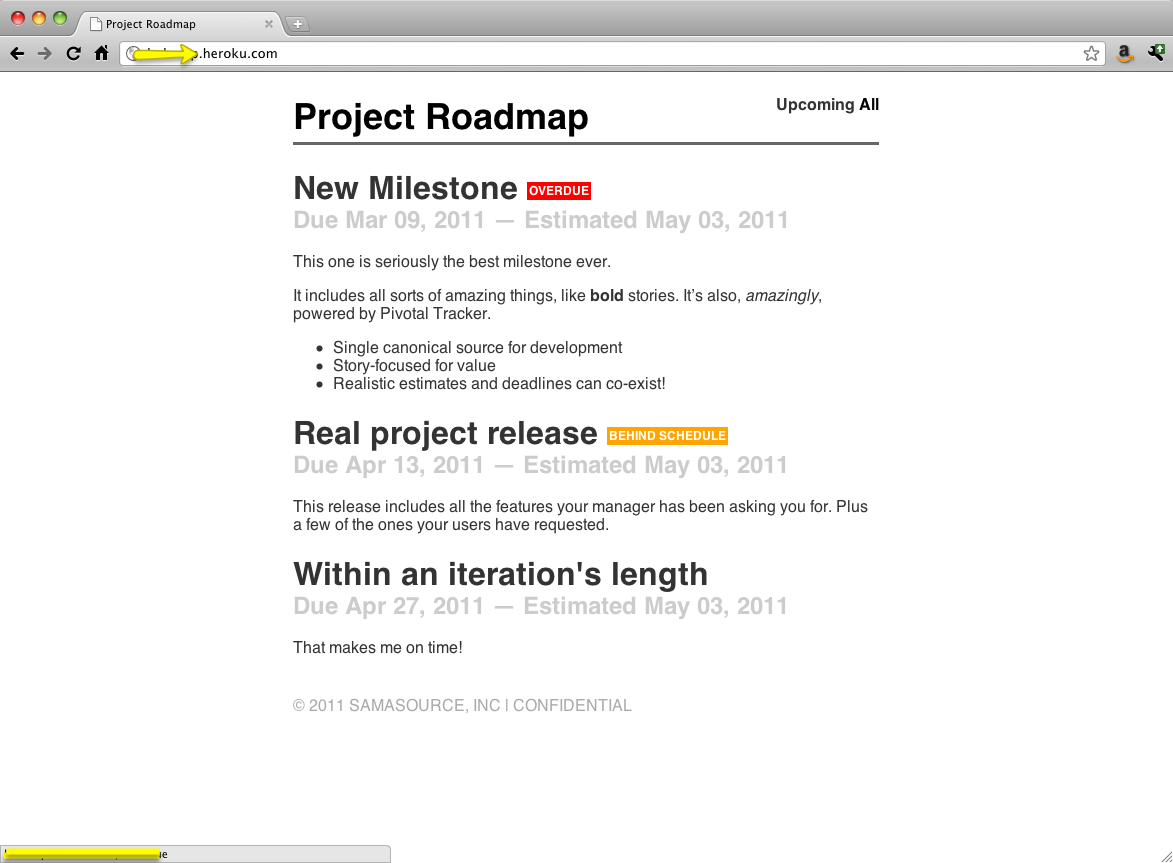 Project Roadmap
.heroku.com
Project Roadmap
Upcoming All
New Milestone OVERDUE
Due Mar 09, 2011 — Estimated May 03, 2011
This one is seriously the best milestone ever.
It includes all sorts of amazing things, like bold stories. It’s also, amazingly,
powered by Pivotal Tracker.
• Single canonical source for development
• Story-focused for value
• Realistic estimates and deadlines can co-exist!
Real project release BEHIND SCHEDULE
Due Apr 13, 2011 — Estimated May 03, 2011
This release includes all the features your manager has been asking you for. Plus
a few of the ones your users have requested.
Within an iteration's length
Due Apr 27, 2011 — Estimated May 03, 2011
That makes me on time!
© 2011 SAMASOURCE, INC | CONFIDENTIAL